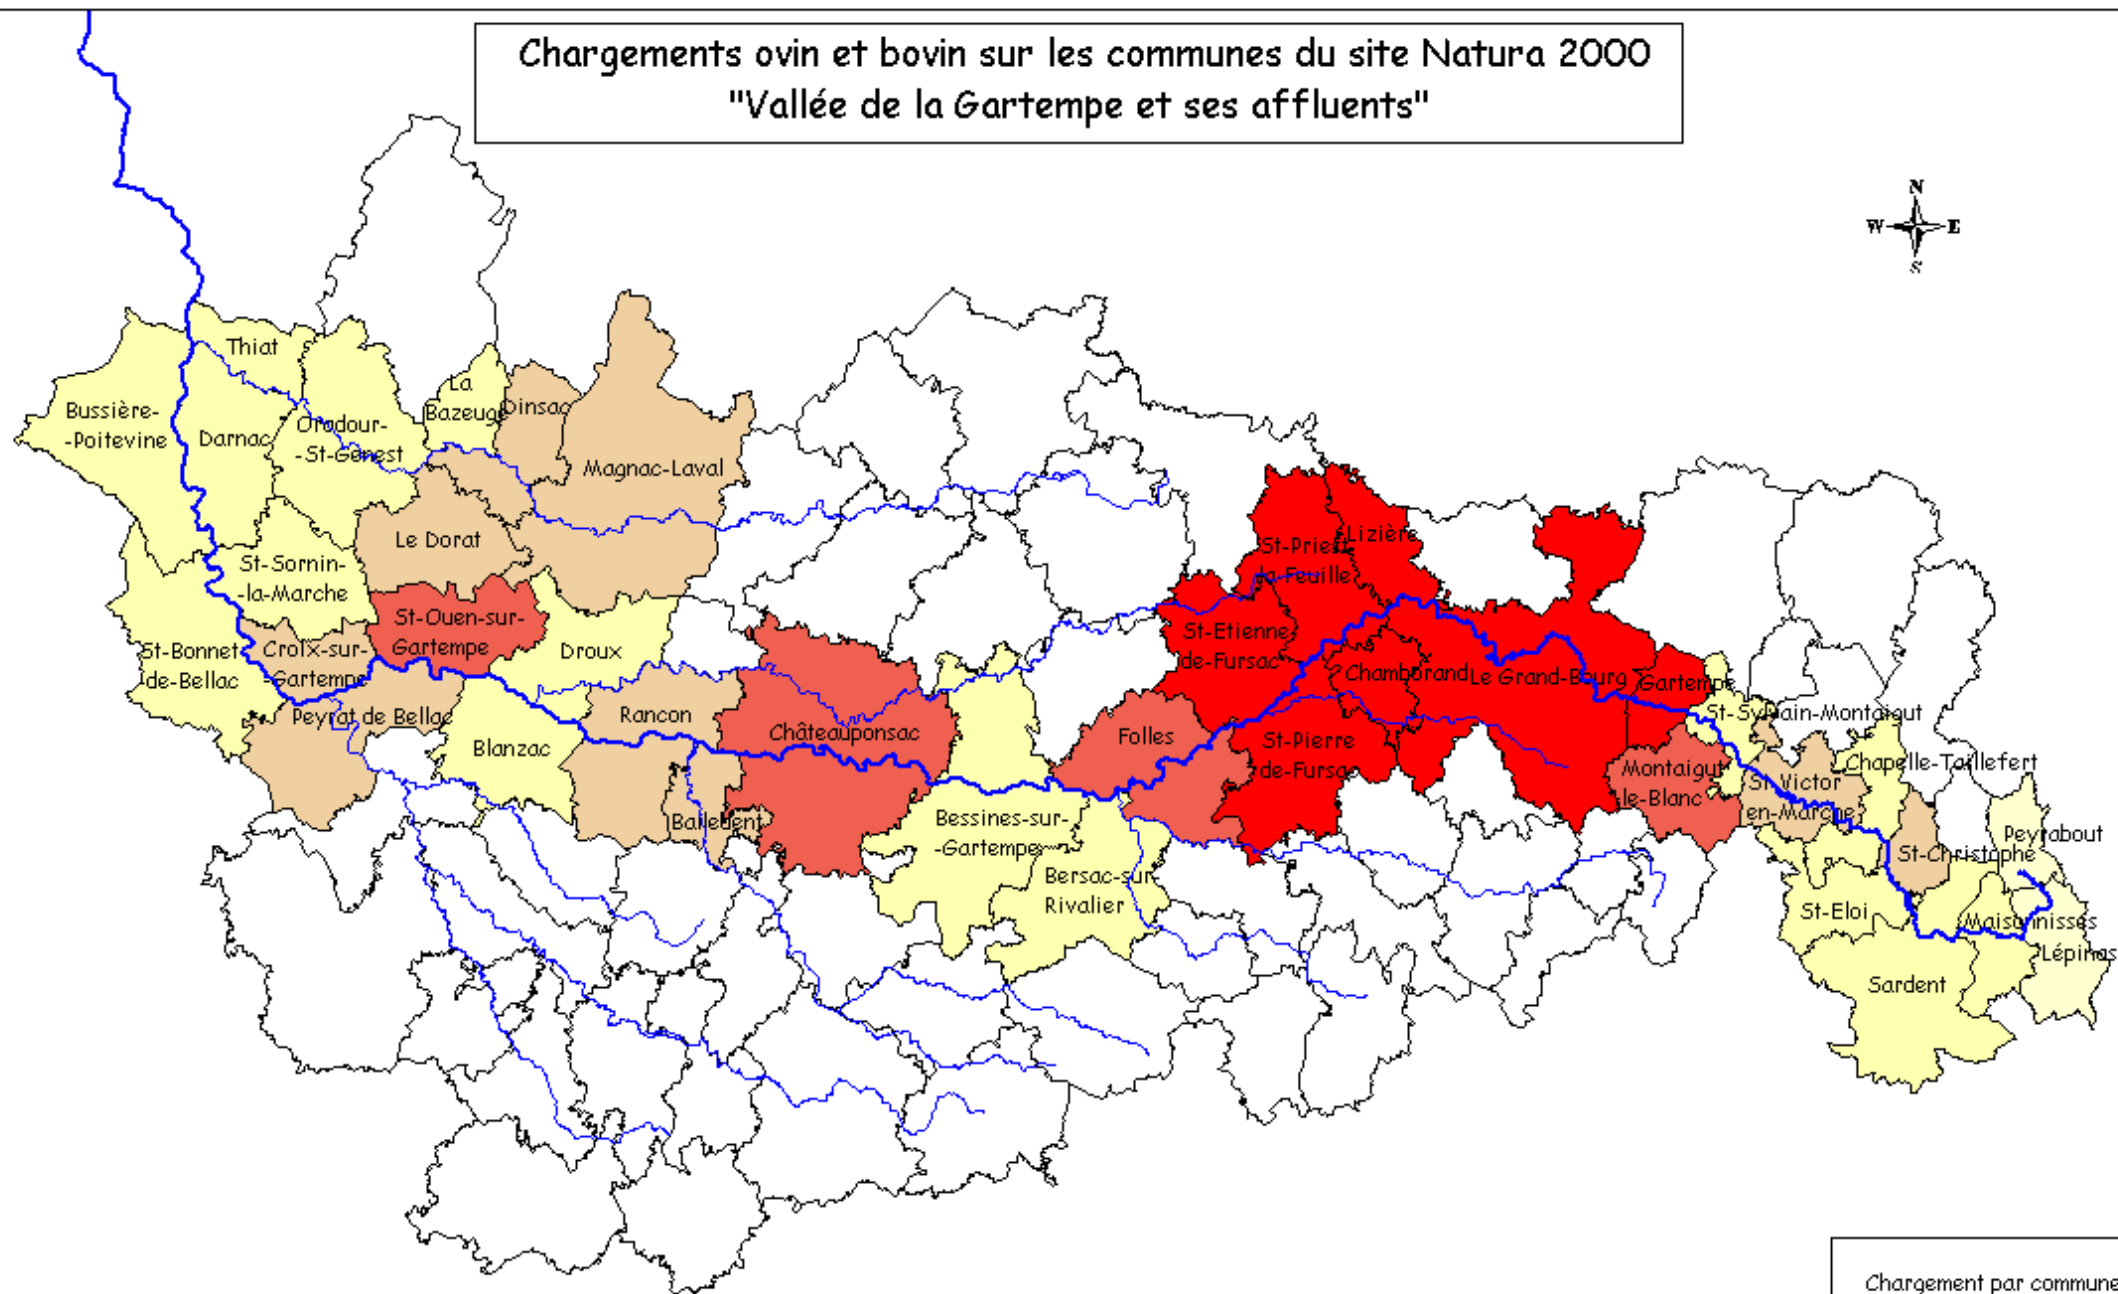 Chargements ovin et bovin sur les communes du site Natura 2000
"Vallée de la Gartempe et ses affluents"
N
W E
S
Thiat
La
Bazeuge
Dinsac
Bussière-
-Poitevine
Darnac
Oradour-
-St-Genest
Magnac-Laval
Le Dorat
St-Sornin-
-la-Marche
St-Ouen-sur-
Gartempe
Croix-sur-
-Gartempe
St-Bonnet
-de-Bellac
Droux
Peyrat de Bellac
Rancon
Blanzac
Châteauponsac
Balledent
Bessines-sur-
-Gartempe
Bersac-sur
Rivalier
Folles
St-Priest
-la-Feuille
Lizière
St-Etienne
de-Fursac
Chamborand
Le Grand-Bourg
Gartempe
St-Pierre
de-Fursac
St-Sylvain-Montaigut
Montaigut
-le-Blanc
Chapelle-Taillefert
St-Victor
en-Marche
Peyrabout
St-Christophe
St-Eloi
Maisonnisses
Lépinas
Sardent
Chargement par commune